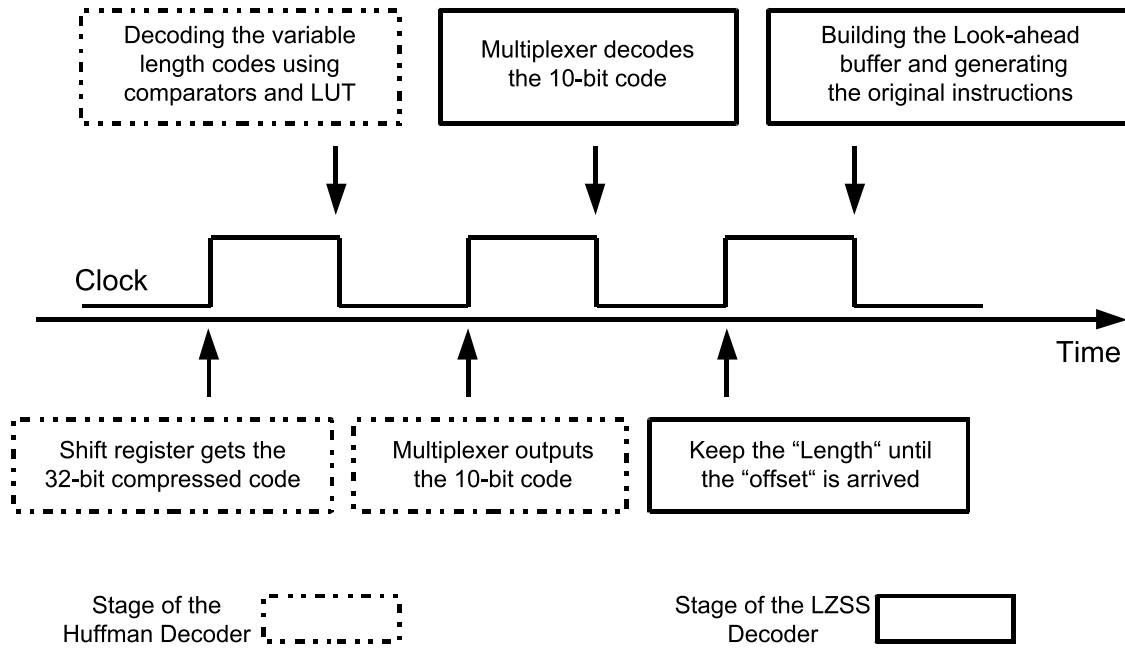 Decoding the variable
length codes using
comparators and LUT
Multiplexer decodes
the 10-bit code
Building the Look-ahead
buffer and generating
the original instructions
Clock
Time
Shift register gets the
32-bit compressed code
Multiplexer outputs
the 10-bit code
Keep the “Length“ until
the “offset“ is arrived
Stage of the
Huffman Decoder
Stage of the LZSS
Decoder